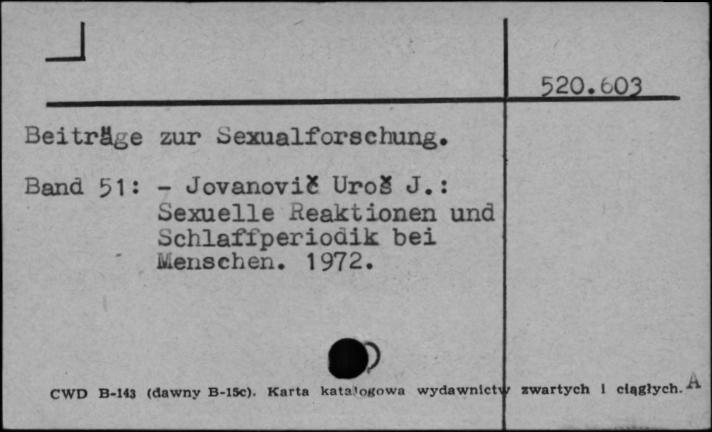 520.603
Beiträge zur Sexualforschung.
Band 51: - Jovanovič Uroš J.:
Sexuelle Reaktionen und
Schlaffperiodik bei
Menschen. 1972.
CWD B-143 (dawny B-15c). Karta katalogowa wydawnictw zwartych i ciągłych. A